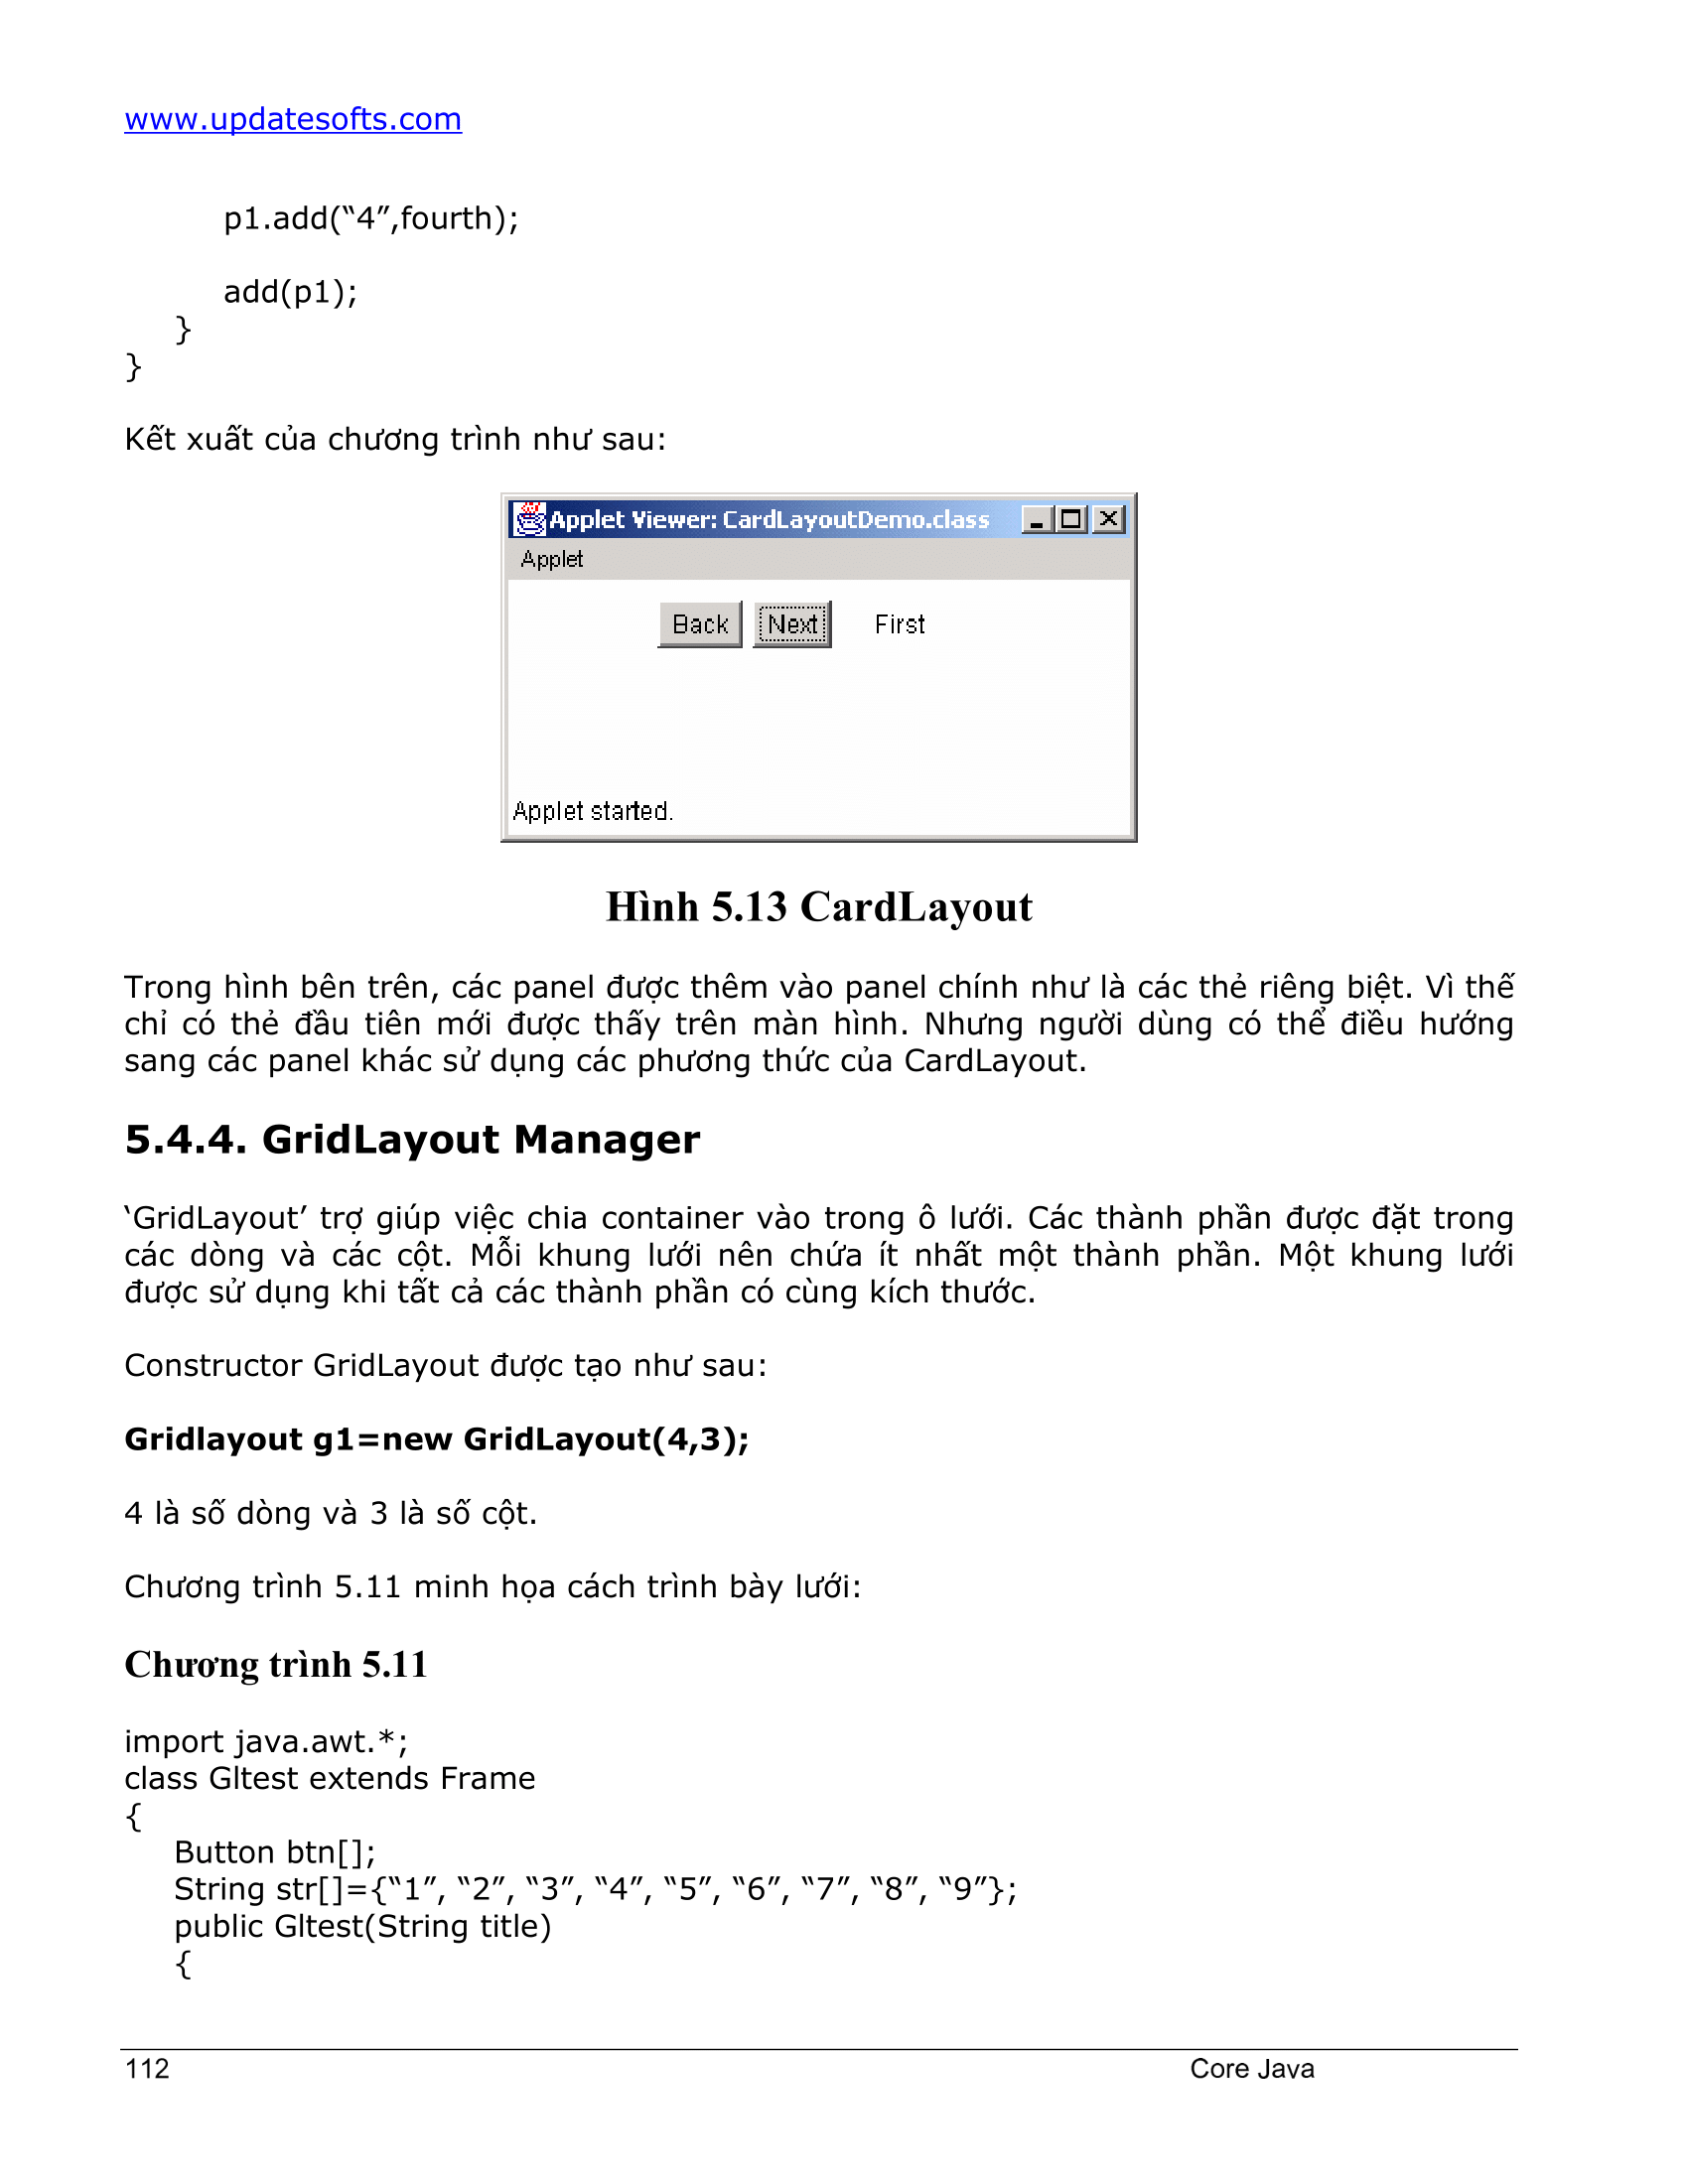 www.updatesofts.com
p1.add(“4”,fourth);
add(p1);
}
}
Kết xuất của chương trình như sau:
Applet Viewer: CardLayoutDemo.class
Applet
Back Next First
Applet started.
Hình 5.13 CardLayout
Trong hình bên trên, các panel được thêm vào panel chính như là các thẻ riêng biệt. Vì thế
chỉ có thẻ đầu tiên mới được thấy trên màn hình. Nhưng người dùng có thể điều hướng
sang các panel khác sử dụng các phương thức của CardLayout.
5.4.4. GridLayout Manager
‘GridLayout’ trợ giúp việc chia container vào trong ô lưới. Các thành phần được đặt trong
các dòng và các cột. Mỗi khung lưới nên chứa ít nhất một thành phần. Một khung lưới
được sử dụng khi tất cả các thành phần có cùng kích thước.
Constructor GridLayout được tạo như sau:
Gridlayout g1=new GridLayout(4,3);
4 là số dòng và 3 là số cột.
Chương trình 5.11 minh họa cách trình bày lưới:
Chương trình 5.11
import java.awt.*;
class Gltest extends Frame
{
Button btn[];
String str[]={“1”, “2”, “3”, “4”, “5”, “6”, “7”, “8”, “9”};
public Gltest(String title)
{
112 Core Java